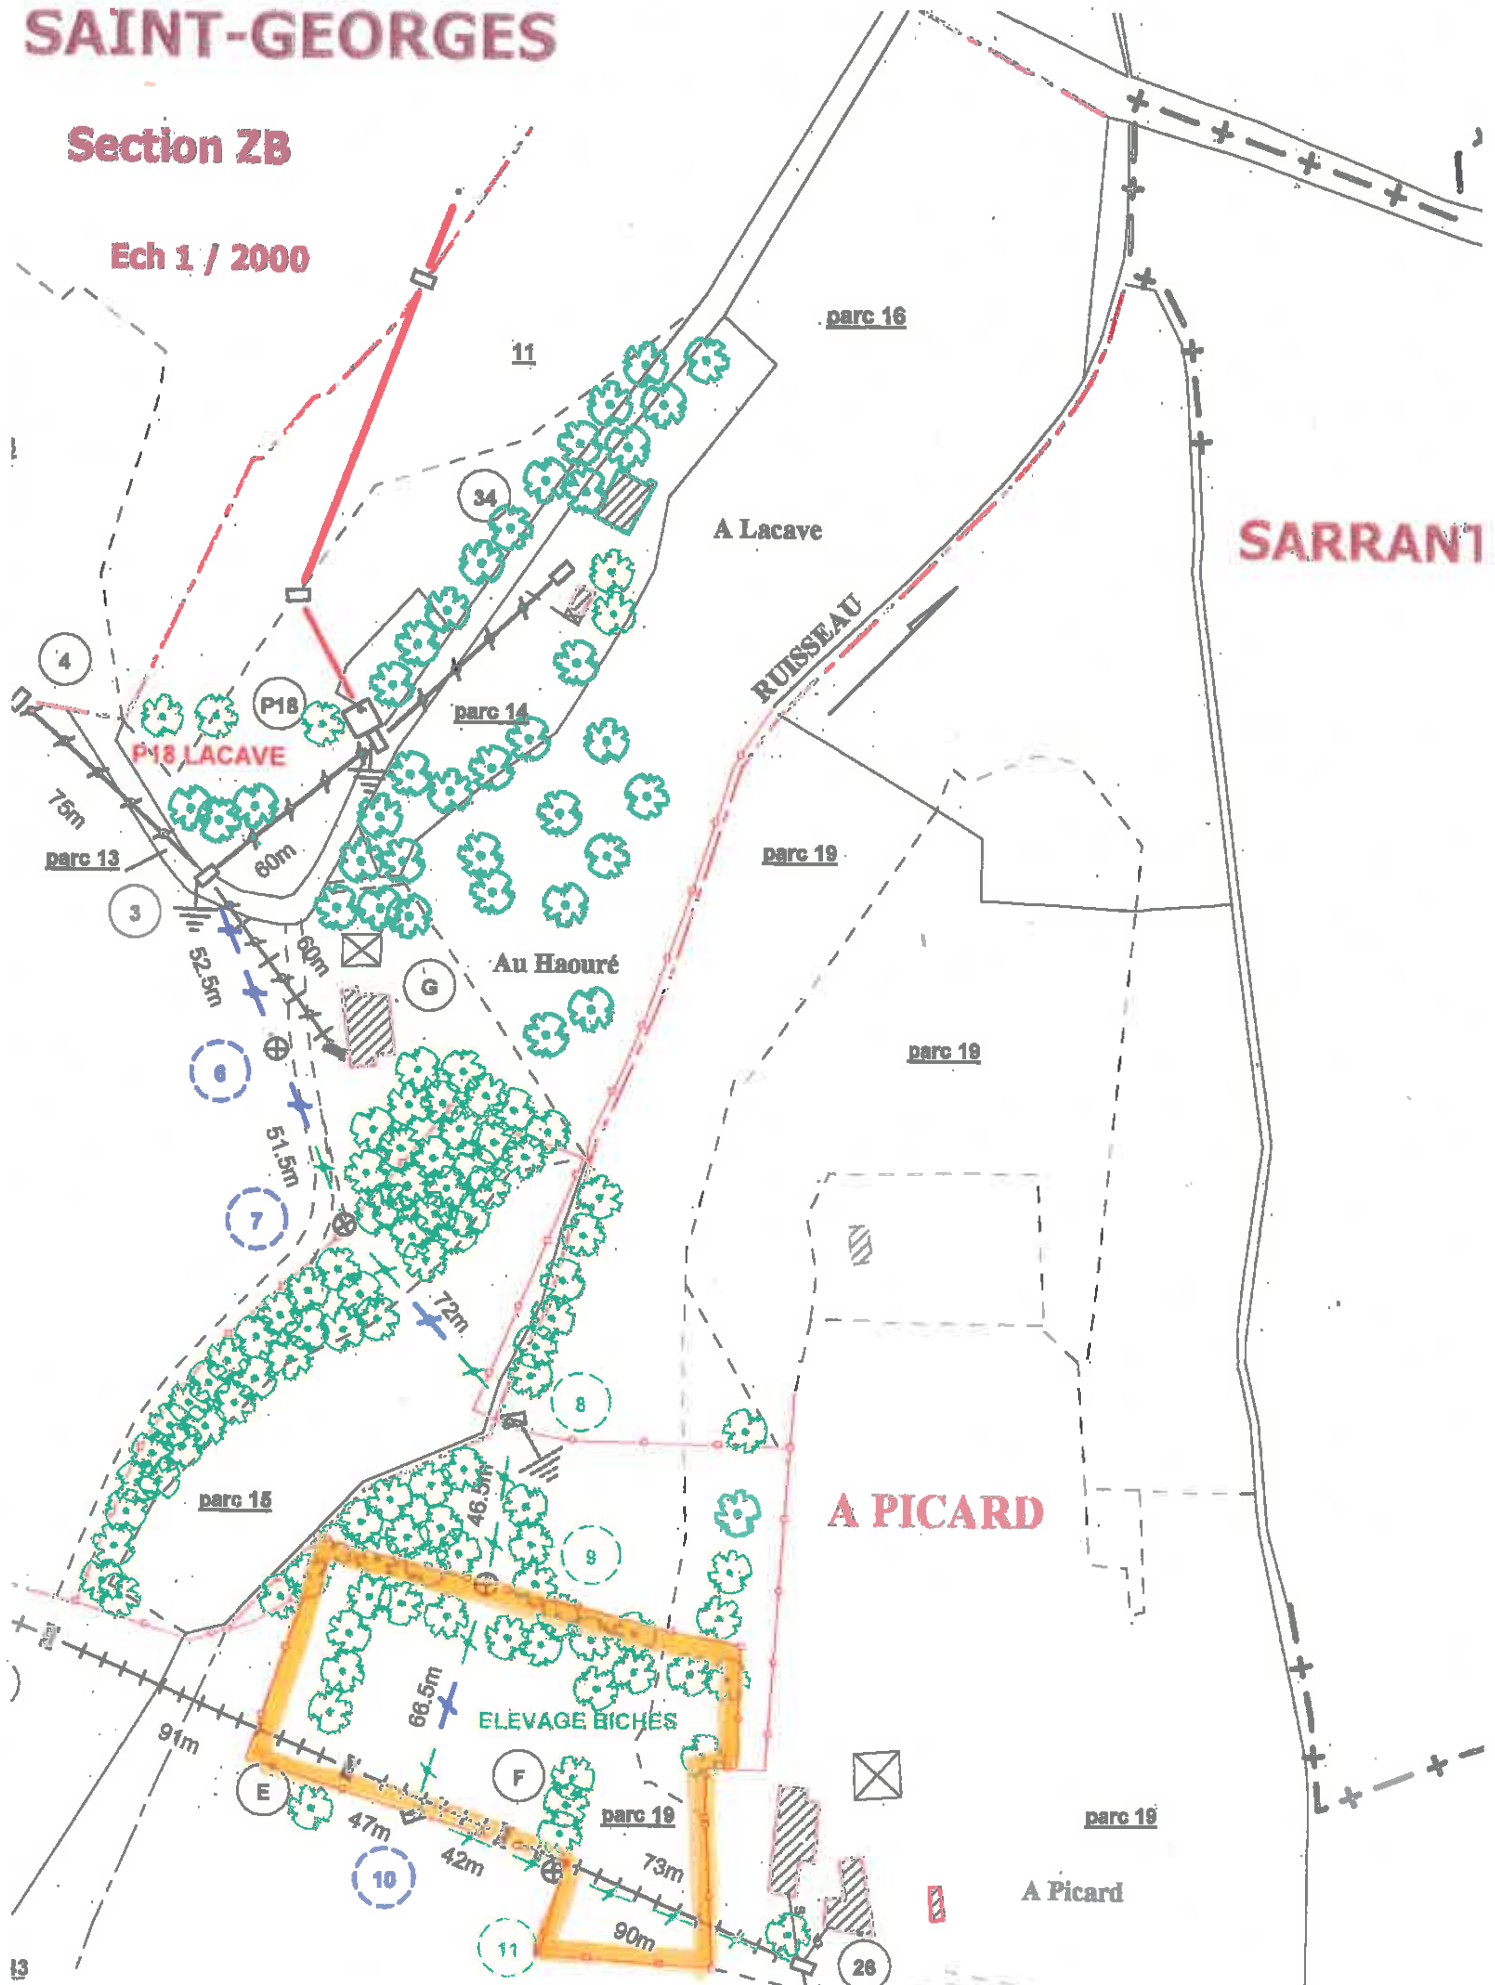 SAINT-GEORGES
Section ZB
Ech 1 / 2000
parc 16
11
34
A Lacave
SARRANT
RUISSEAU
4
P18
parc 14
P18 LACAVE
75m
parc 13
60m
parc 19
3
52.5m
60m
Au Haouré
G
6
parc 19
51.5m
7
72m
8
parc 15
46.5m
A PICARD
9
66.5m
ELEVAGE BICHES
91m
E
F
47m
parc 19
parc 19
42m
73m
10
A Picard
90m
11
26